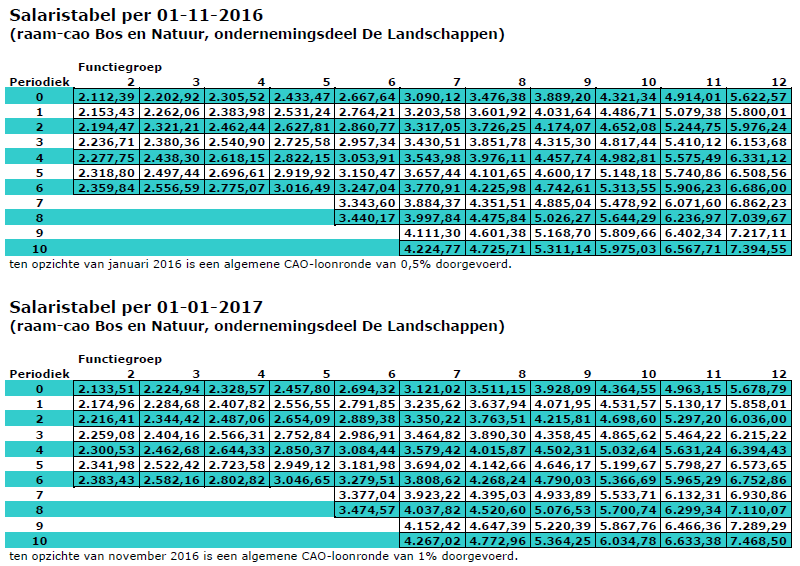 Salaristabel per 01-11-2016
(raam-cao Bos en Natuur, ondernemingsdeel De Landschappen)
Functiegroep
Periodiek 2 3 4 5 6 7 8 9 10 11 12
0 2.112,39 2.202,92 2.305,52 2.433,47 2.667,64 3.090,12 3.476,38 3.889,20 4.321,34 4.914,01 5.622,57
1 2.153,43 2.262,06 2.383,98 2.531,24 2.764,21 3.203,58 3.601,92 4.031,64 4.486,71 5.079,38 5.800,01
2 2.194,47 2.321,21 2.462,44 2.627,81 2.860,77 3.317,05 3.726,25 4.174,07 4.652,08 5.244,75 5.976,24
3 2.236,71 2.380,36 2.540,90 2.725,58 2.957,34 3.430,51 3.851,78 4.315,30 4.817,44 5.410,12 6.153,68
4 2.277,75 2.438,30 2.618,15 2.822,15 3.053,91 3.543,98 3.976,11 4.457,74 4.982,81 5.575,49 6.331,12
5 2.318,80 2.497,44 2.696,61 2.919,92 3.150,47 3.657,44 4.101,65 4.600,17 5.148,18 5.740,86 6.508,56
6 2.359,84 2.556,59 2.775,07 3.016,49 3.247,04 3.770,91 4.225,98 4.742,61 5.313,55 5.906,23 6.686,00
7 3.343,60 3.884,37 4.351,51 4.885,04 5.478,92 6.071,60 6.862,23
8 3.440,17 3.997,84 4.475,84 5.026,27 5.644,29 6.236,97 7.039,67
9 4.111,30 4.601,38 5.168,70 5.809,66 6.402,34 7.217,11
10 4.224,77 4.725,71 5.311,14 5.975,03 6.567,71 7.394,55
ten opzichte van januari 2016 is een algemene CAO-loonronde van 0,5% doorgevoerd.
Salaristabel per 01-01-2017
(raam-cao Bos en Natuur, ondernemingsdeel De Landschappen)
Functiegroep
Periodiek 2 3 4 5 6 7 8 9 10 11 12
0 2.133,51 2.224,94 2.328,57 2.457,80 2.694,32 3.121,02 3.511,15 3.928,09 4.364,55 4.963,15 5.678,79
1 2.174,96 2.284,68 2.407,82 2.556,55 2.791,85 3.235,62 3.637,94 4.071,95 4.531,57 5.130,17 5.858,01
2 2.216,41 2.344,42 2.487,06 2.654,09 2.889,38 3.350,22 3.763,51 4.215,81 4.698,60 5.297,20 6.036,00
3 2.259,08 2.404,16 2.566,31 2.752,84 2.986,91 3.464,82 3.890,30 4.358,45 4.865,62 5.464,22 6.215,22
4 2.300,53 2.462,68 2.644,33 2.850,37 3.084,44 3.579,42 4.015,87 4.502,31 5.032,64 5.631,24 6.394,43
5 2.341,98 2.522,42 2.723,58 2.949,12 3.181,98 3.694,02 4.142,66 4.646,17 5.199,67 5.798,27 6.573,65
6 2.383,43 2.582,16 2.802,82 3.046,65 3.279,51 3.808,62 4.268,24 4.790,03 5.366,69 5.965,29 6.752,86
7 3.377,04 3.923,22 4.395,03 4.933,89 5.533,71 6.132,31 6.930,86
8 3.474,57 4.037,82 4.520,60 5.076,53 5.700,74 6.299,34 7.110,07
9 4.152,42 4.647,39 5.220,39 5.867,76 6.466,36 7.289,29
10 4.267,02 4.772,96 5.364,25 6.034,78 6.633,38 7.468,50
ten opzichte van november 2016 is een algemene CAO-loonronde van 1% doorgevoerd.